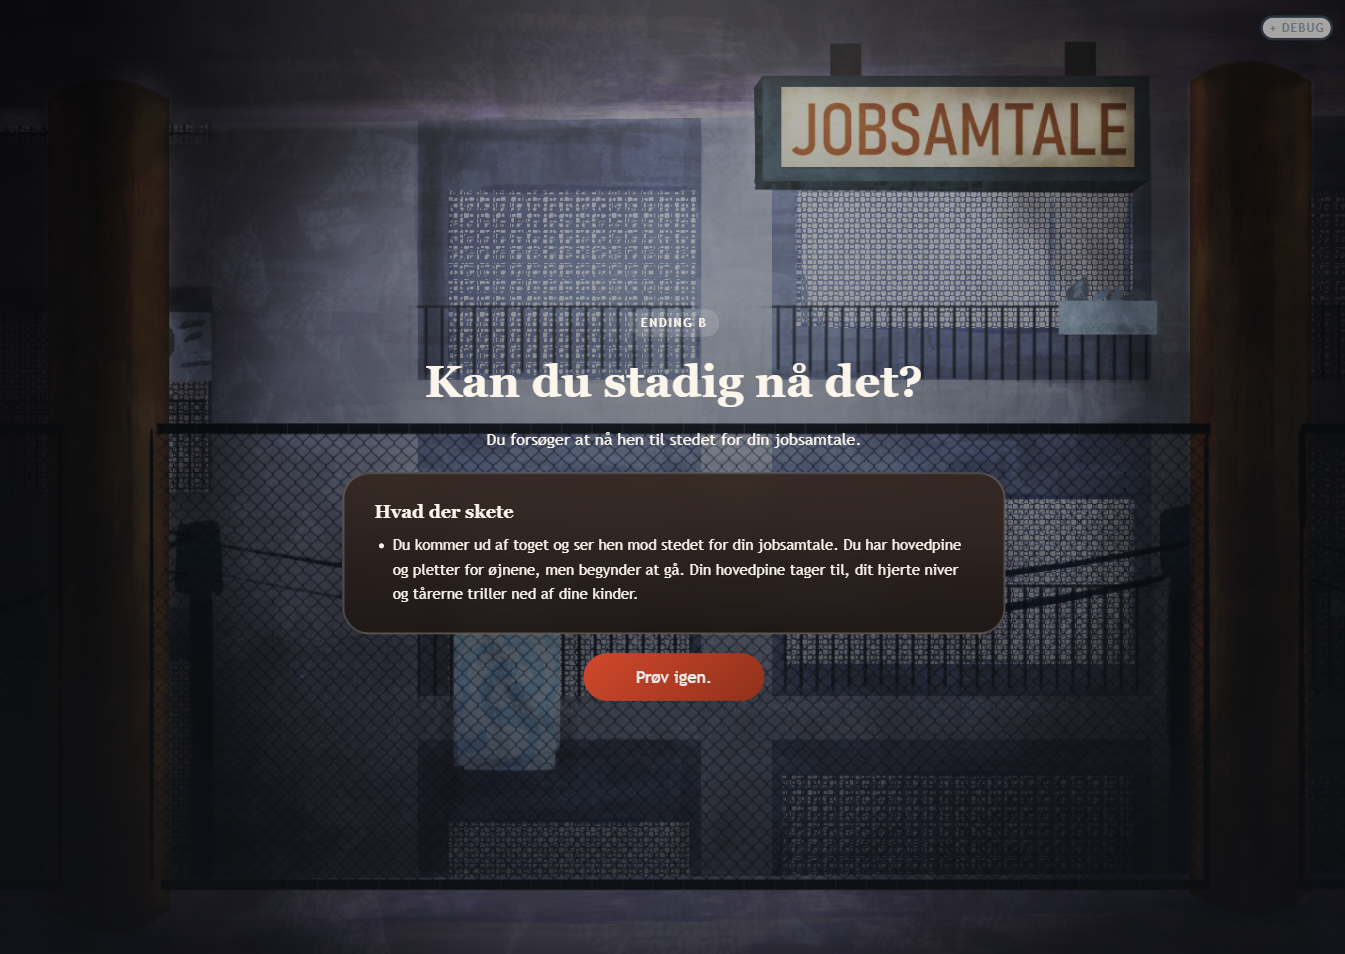 + DEBUG
JOBSAMTALE
ENDING B
Kan du stadig nå det?
Du forsøger at nå hen til stedet for din jobsamtale.
Hvad der skete
• Du kommer ud af toget og ser hen mod stedet for din jobsamtale. Du har hovedpine
og pletter for øjnene, men begynder at gå. Din hovedpine tager til, dit hjerte niver
og tårerne triller ned af dine kinder.
Prøv igen.